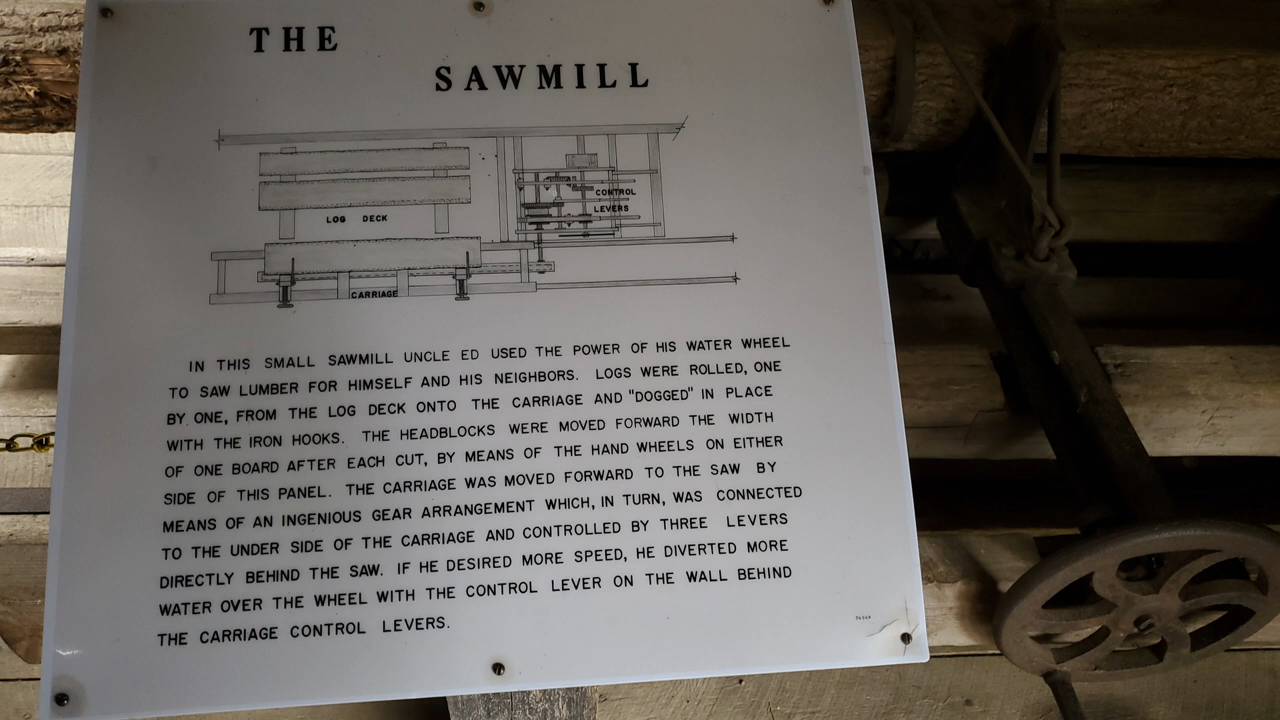 THE
SAWMILL
CONTROL
LEVERS
LOG DECK
CARRIAGE
IN THIS SMALL SAWMILL UNCLE ED USED THE POWER OF HIS WATER WHEEL
TO SAW LUMBER FOR HIMSELF AND HIS NEIGHBORS. LOGS WERE ROLLED, ONE
BY ONE, FROM THE LOG DECK ONTO THE CARRIAGE AND "DOGGED" IN PLACE
WITH THE IRON HOOKS. THE HEADBLOCKS WERE MOVED FORWARD THE WIDTH
OF ONE BOARD AFTER EACH CUT, BY MEANS OF THE HAND WHEELS ON EITHER
SIDE OF THIS PANEL. THE CARRIAGE WAS MOVED FORWARD TO THE SAW BY
MEANS OF AN INGENIOUS GEAR ARRANGEMENT WHICH, IN TURN, WAS CONNECTED
TO THE UNDER SIDE OF THE CARRIAGE AND CONTROLLED BY THREE LEVERS
DIRECTLY BEHIND THE SAW. IF HE DESIRED MORE SPEED, HE DIVERTED MORE
WATER OVER THE WHEEL WITH THE CONTROL LEVER ON THE WALL BEHIND
THE CARRIAGE CONTROL LEVERS.